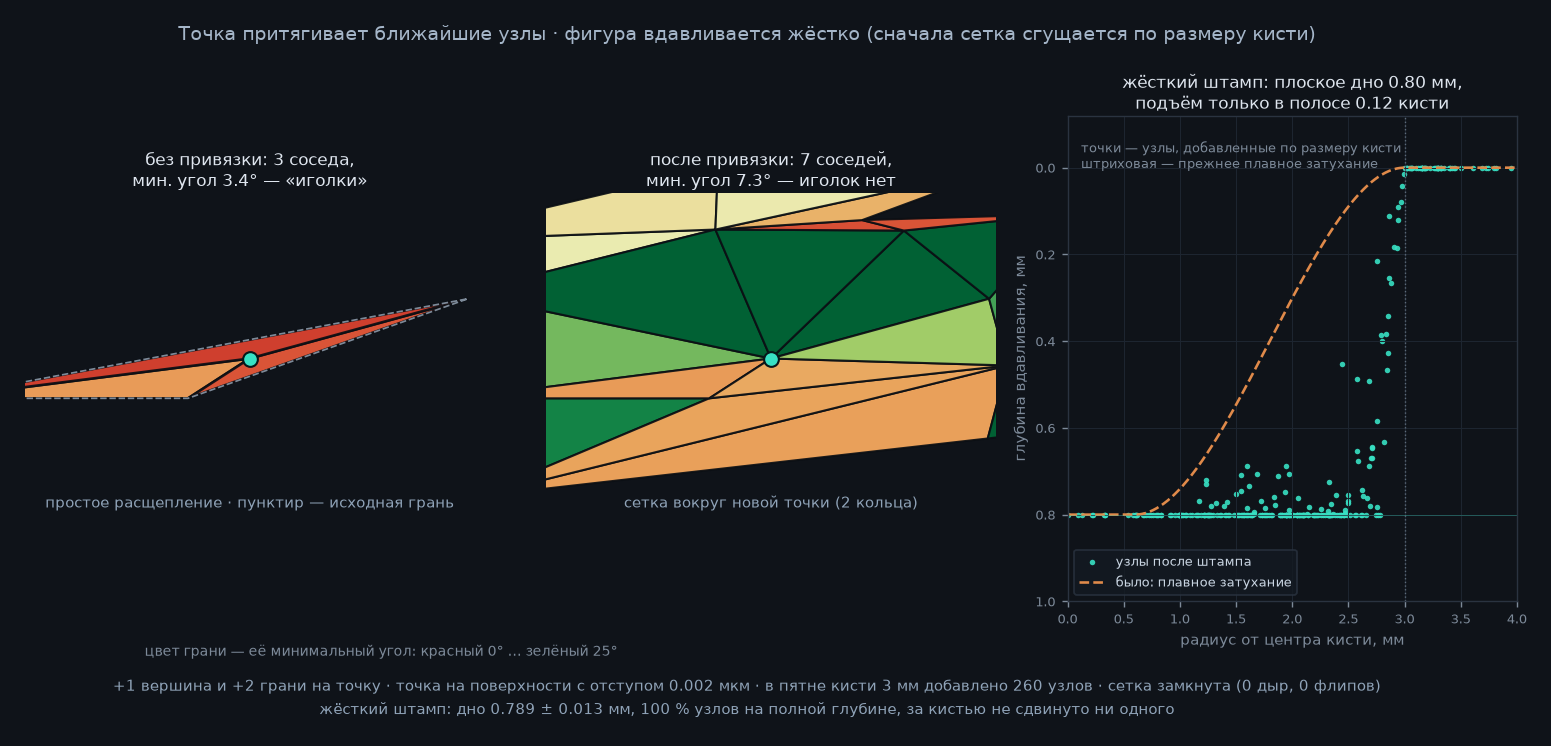 Точка притягивает ближайшие узлы · фигура вдавливается жёстко (сначала сетка сгущается по размеру кисти)
без привязки: 3 соседа,
мин. угол 3.4° — «иголки»
простое расщепление · пунктир — исходная грань
после привязки: 7 соседей,
мин. угол 7.3° — иголок нет
сетка вокруг новой точки (2 кольца)
жёсткий штамп: плоское дно 0.80 мм,
подъём только в полосе 0.12 кисти
точки — узлы, добавленные по размеру кисти
штриховая — прежнее плавное затухание
глубина вдавливания, мм
0.0
0.2
0.4
0.6
0.8
1.0
узлы после штампа
было: плавное затухание
0.0 0.5 1.0 1.5 2.0 2.5 3.0 3.5 4.0
радиус от центра кисти, мм
цвет грани — её минимальный угол: красный 0° … зелёный 25°
+1 вершина и +2 грани на точку · точка на поверхности с отступом 0.002 мкм · в пятне кисти 3 мм добавлено 260 узлов · сетка замкнута (0 дыр, 0 флипов)
жёсткий штамп: дно 0.789 ± 0.013 мм, 100 % узлов на полной глубине, за кистью не сдвинуто ни одного